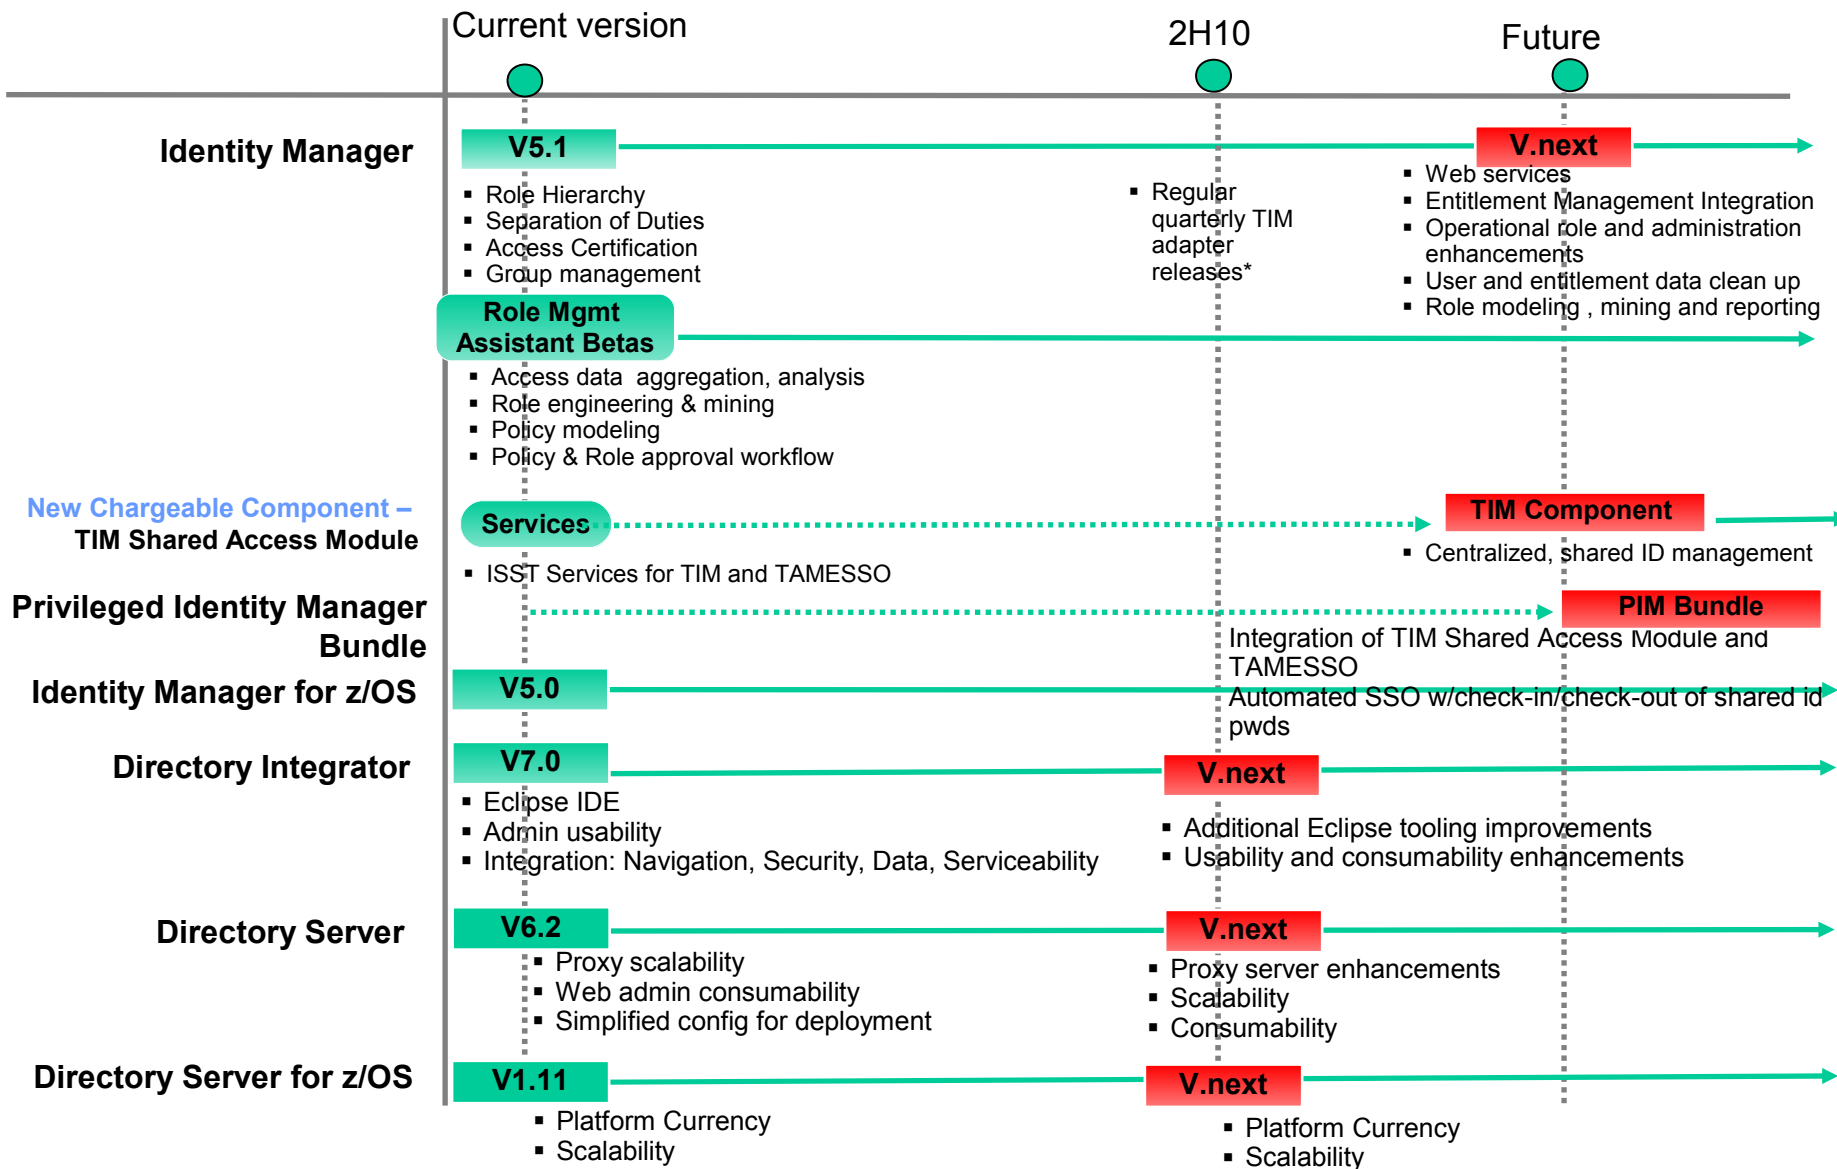 Current version
2H10
Future
Identity Manager
V5.1
V.next
▪ Role Hierarchy
▪ Separation of Duties
▪ Access Certification
▪ Group management
▪ Regular
quarterly TIM
adapter
releases*
▪ Web services
▪ Entitlement Management Integration
▪ Operational role and administration
enhancements
▪ User and entitlement data clean up
▪ Role modeling , mining and reporting
Role Mgmt
Assistant Betas
▪ Access data aggregation, analysis
▪ Role engineering & mining
▪ Policy modeling
▪ Policy & Role approval workflow
New Chargeable Component –
TIM Shared Access Module
Services
TIM Component
▪ ISST Services for TIM and TAMESSO
▪ Centralized, shared ID management
Privileged Identity Manager
Bundle
PIM Bundle
Integration of TIM Shared Access Module and
TAMESSO
Automated SSO w/check-in/check-out of shared id
pwds
Identity Manager for z/OS
V5.0
Directory Integrator
V7.0
V.next
▪ Eclipse IDE
▪ Admin usability
▪ Integration: Navigation, Security, Data, Serviceability
▪ Additional Eclipse tooling improvements
▪ Usability and consumability enhancements
Directory Server
V6.2
V.next
▪ Proxy scalability
▪ Web admin consumability
▪ Simplified config for deployment
▪ Proxy server enhancements
▪ Scalability
▪ Consumability
Directory Server for z/OS
V1.11
V.next
▪ Platform Currency
▪ Scalability
▪ Platform Currency
▪ Scalability